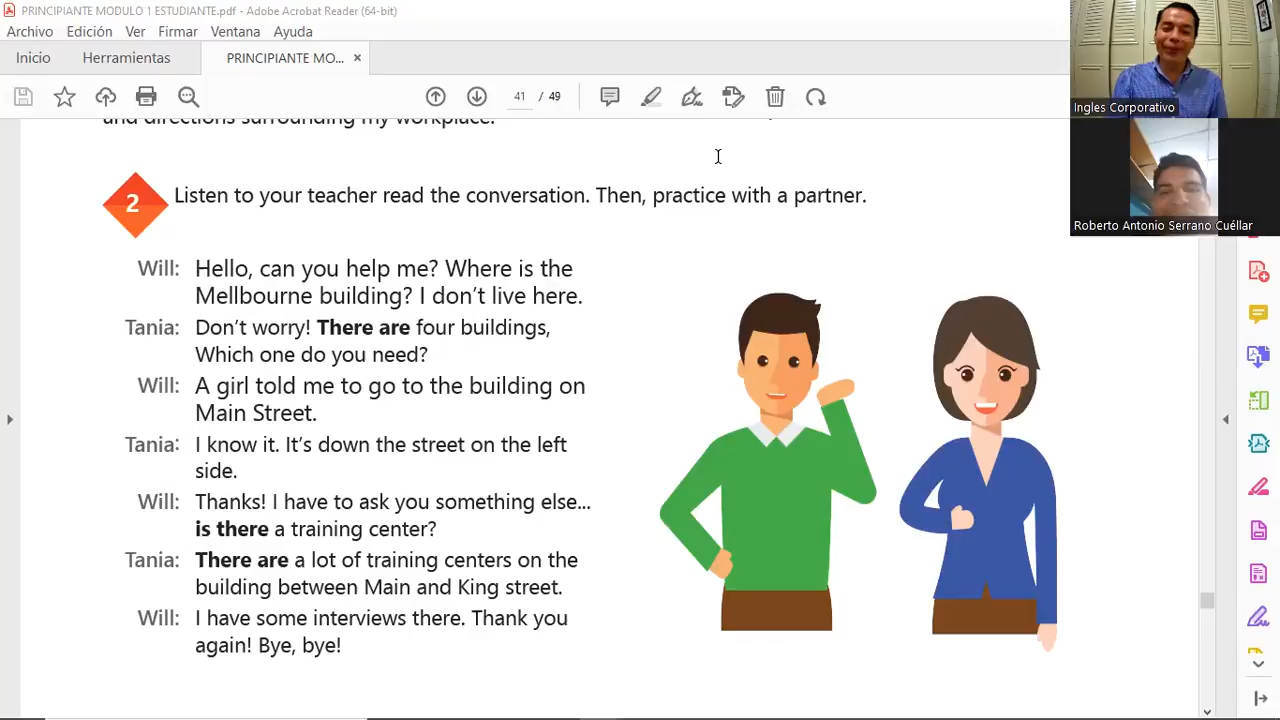 PRINCIPIANTE MODULO 1 ESTUDIANTE.pdf - Adobe Acrobat Reader (64-bit)
Archivo Edición Ver Firmar Ventana Ayuda
Inicio Herramientas PRINCIPIANTE MO... ×
41 / 49
and directions surrounding my workplace.
2 Listen to your teacher read the conversation. Then, practice with a partner.
Will: Hello, can you help me? Where is the
Mellbourne building? I don't live here.
Tania: Don't worry! There are four buildings,
Which one do you need?
Will: A girl told me to go to the building on
Main Street.
Tania: I know it. It's down the street on the left
side.
Will: Thanks! I have to ask you something else...
is there a training center?
Tania: There are a lot of training centers on the
building between Main and King street.
Will: I have some interviews there. Thank you
again! Bye, bye!
Ingles Corporativo
Roberto Antonio Serrano Cuéllar